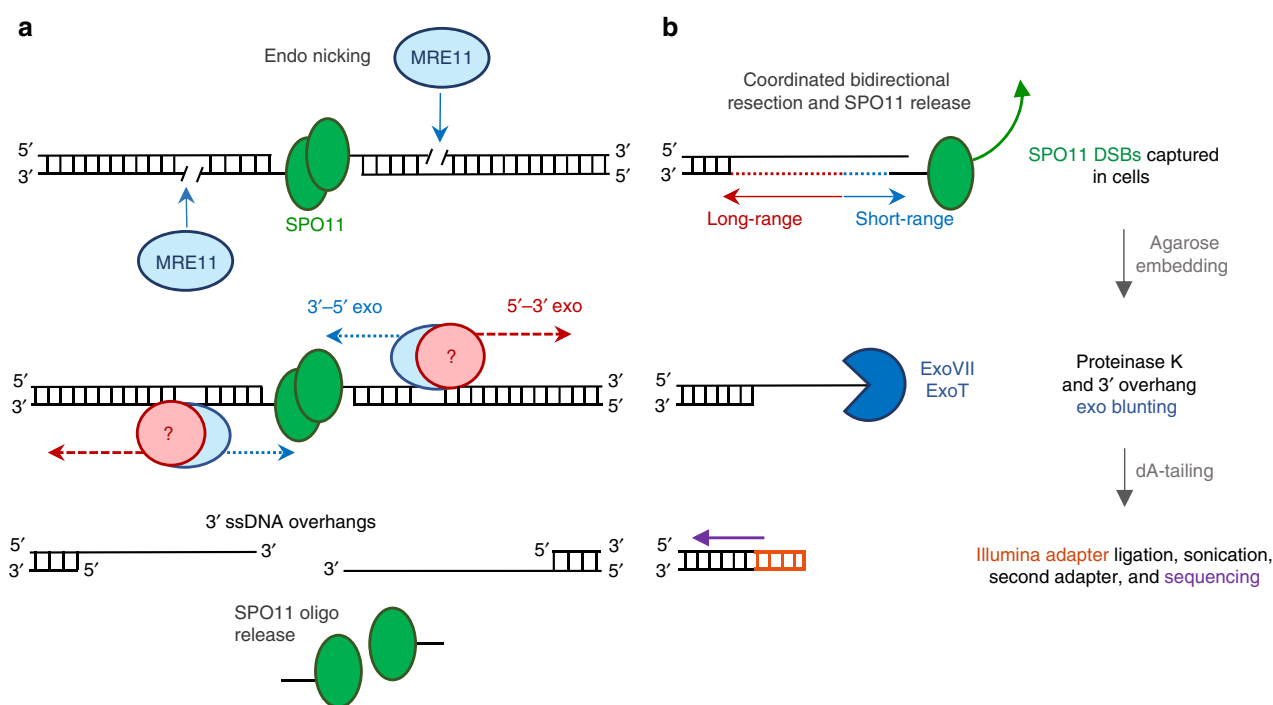 a
Endo nicking
MRE11
5′
3′
3′
5′
SPO11
MRE11
3′–5′ exo
5′–3′ exo
?
5′
3′
3′
5′
?
3′ ssDNA overhangs
5′
3′
5′
3′
3′
5′
3′
5′
SPO11 oligo
release
b
Coordinated bidirectional
resection and SPO11 release
5′
3′
Long-range
Short-range
SPO11 DSBs captured
in cells
Agarose
embedding
5′
3′
ExoVII
ExoT
Proteinase K
and 3′ overhang
exo blunting
dA-tailing
5′
3′
Illumina adapter ligation, sonication,
second adapter, and sequencing